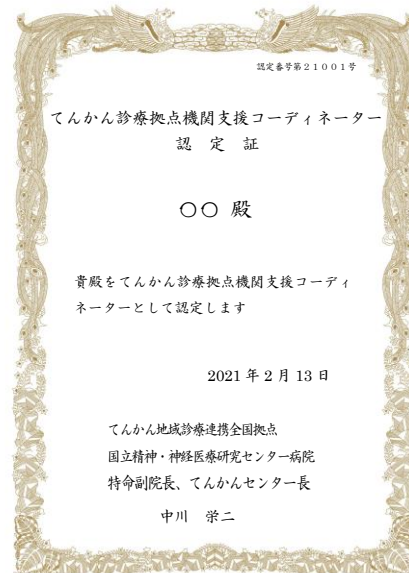 認定番号第21001号
てんかん診療拠点機関支援コーディネーター
認 定 証
〇〇 殿
貴殿をてんかん診療拠点機関支援コーディ
ネーターとして認定します
2021 年 2 月 13 日
てんかん地域診療連携全国拠点
国立精神・神経医療研究センター病院
特命副院長、てんかんセンター長
中川 栄二